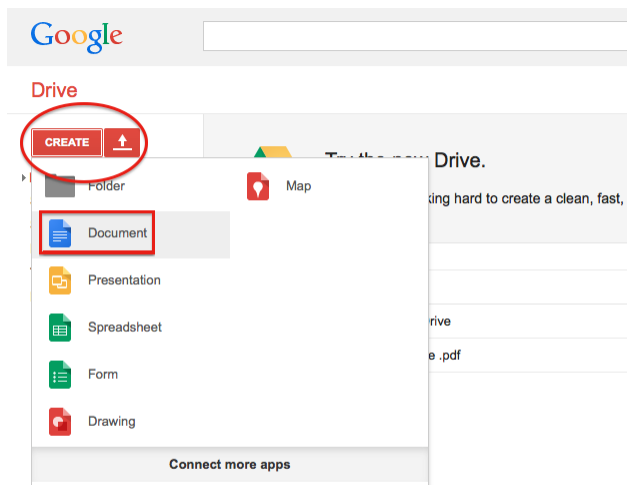 Google
Drive
CREATE
Try the new Drive.
Folder
Map
king hard to create a clean, fast,
Document
Presentation
Spreadsheet
rive
e .pdf
Form
Drawing
Connect more apps